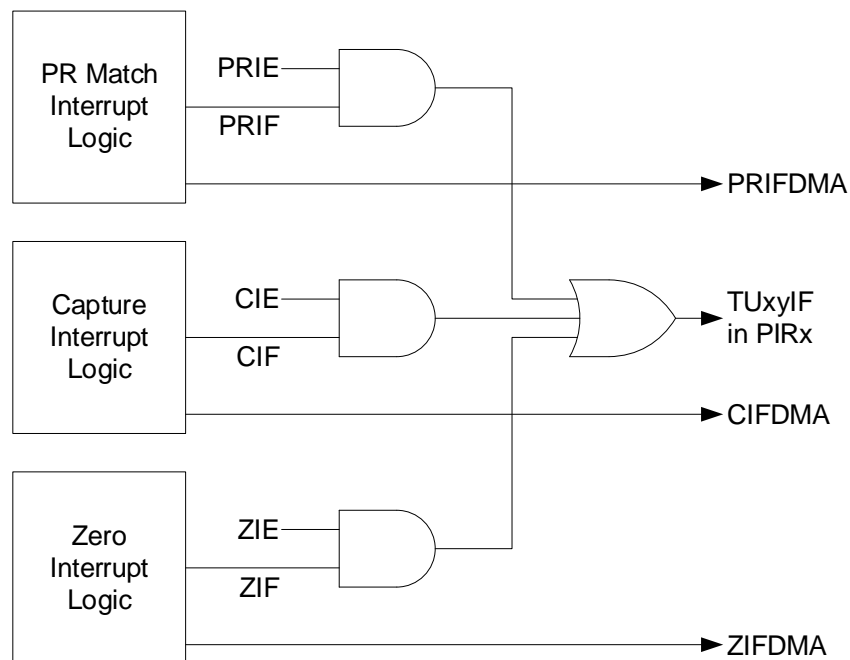 PR Match
Interrupt
Logic
PRIE
PRIF
PRIFDMA
Capture
Interrupt
Logic
CIE
CIF
TUxyIF
in PIRx
CIFDMA
Zero
Interrupt
Logic
ZIE
ZIF
ZIFDMA